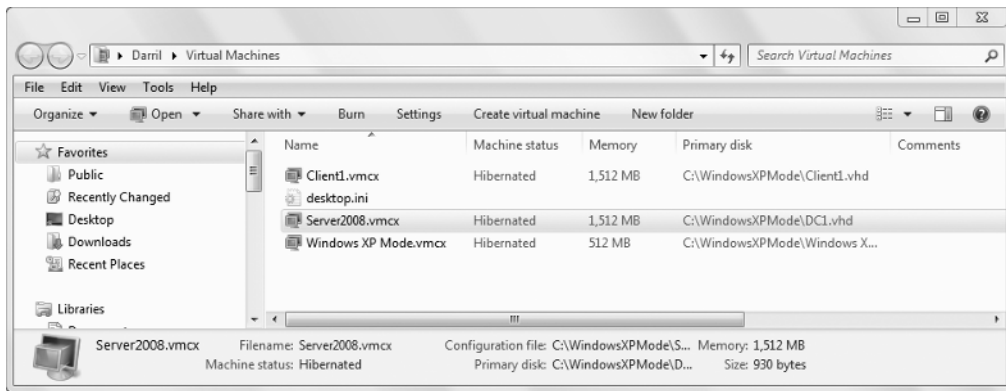 Darril Virtual Machines Search Virtual Machines
File Edit View Tools Help
Organize Open Share with Burn Settings Create virtual machine New folder
Favorites
Public
Recently Changed
Desktop
Downloads
Recent Places
Libraries
Name Machine status Memory Primary disk Comments
Client1.vmcx Hibernated 1,512 MB C:\WindowsXPMode\Client1.vhd
desktop.ini
Server2008.vmcx Hibernated 1,512 MB C:\WindowsXPMode\DC1.vhd
Windows XP Mode.vmcx Hibernated 512 MB C:\WindowsXPMode\Windows X...
Server2008.vmcx Filename: Server2008.vmcx Configuration file: C:\WindowsXPMode\S... Memory: 1,512 MB
Machine status: Hibernated Primary disk: C:\WindowsXPMode\D... Size: 930 bytes